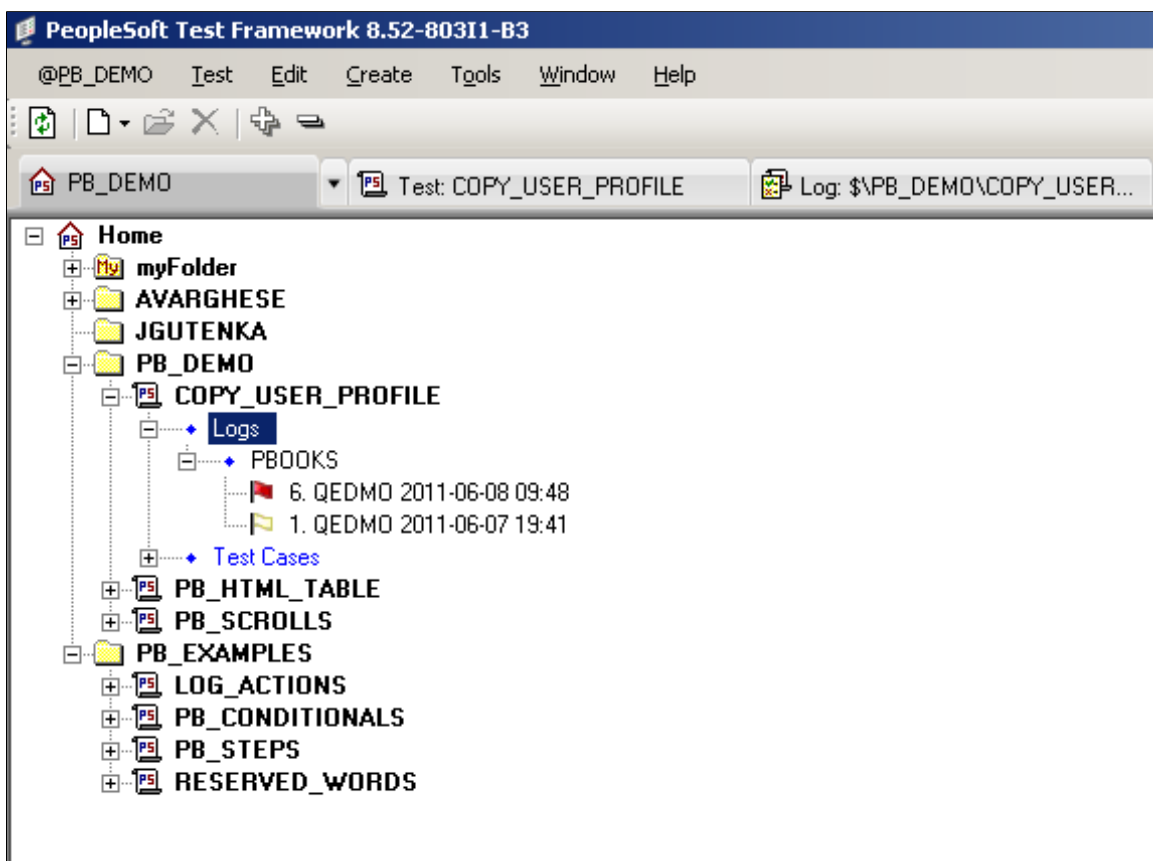 PeopleSoft Test Framework 8.52-803I1-B3
@PB_DEMO Test Edit Create Tools Window Help
PB_DEMO Test: COPY_USER_PROFILE Log: $\PB_DEMO\COPY_USER...
Home
myFolder
AVARGHESE
JGUTENKA
PB_DEMO
COPY_USER_PROFILE
Logs
PBOOKS
6. QEDMO 2011-06-08 09:48
1. QEDMO 2011-06-07 19:41
Test Cases
PB_HTML_TABLE
PB_SCROLLS
PB_EXAMPLES
LOG_ACTIONS
PB_CONDITIONALS
PB_STEPS
RESERVED_WORDS